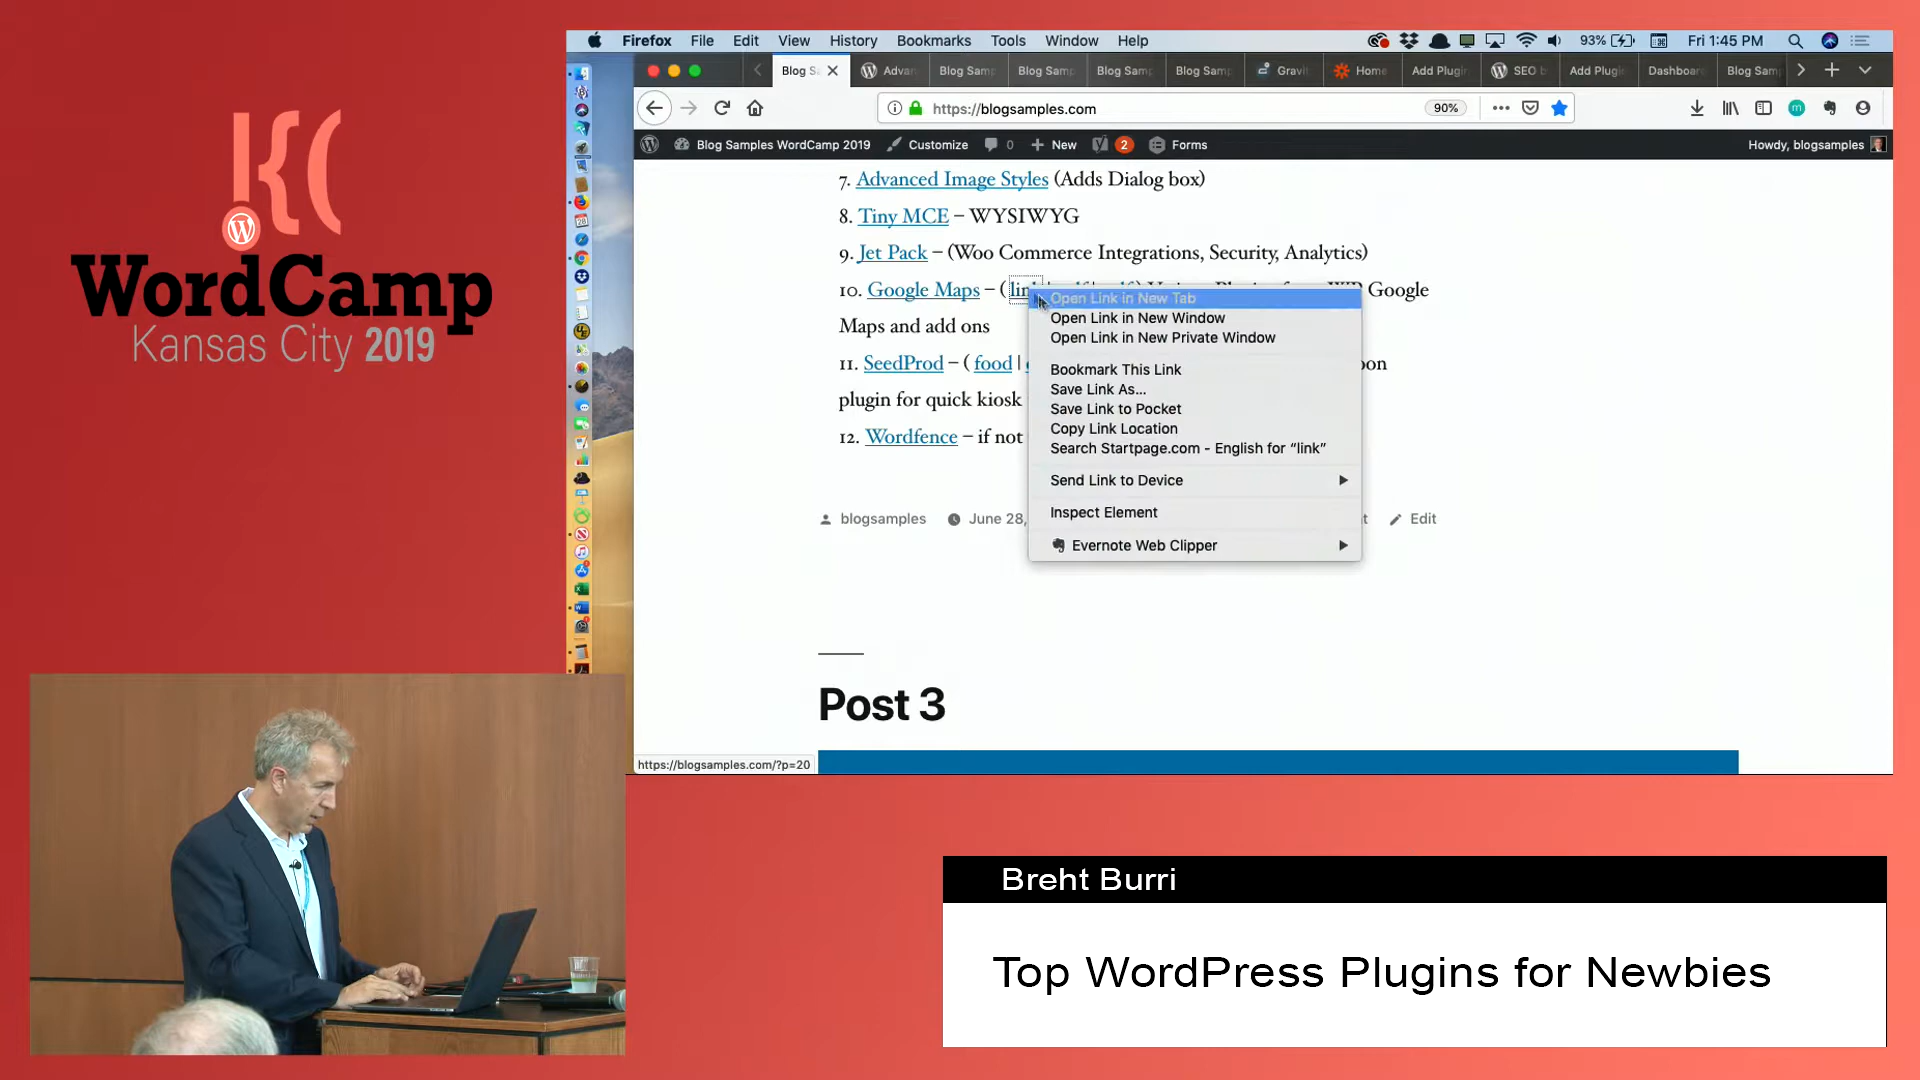 Firefox File Edit View History Bookmarks Tools Window Help 93% Fri 1:45 PM
Blog S Advan Blog Samp Blog Samp Blog Samp Blog Samp Gravit Home Add Plugi SEO b Add Plugi Dashboar Blog Samp
https://blogsamples.com 90%
Blog Samples WordCamp 2019 Customize 0 New 2 Forms Howdy, blogsamples
7. Advanced Image Styles (Adds Dialog box)
8. Tiny MCE – WYSIWYG
9. Jet Pack – (Woo Commerce Integrations, Security, Analytics)
10. Google Maps – ( link Google
Maps and add ons
11. SeedProd – ( food | oon
plugin for quick kiosk
12. Wordfence – if not
Open Link in New Tab
Open Link in New Window
Open Link in New Private Window
Bookmark This Link
Save Link As...
Save Link to Pocket
Copy Link Location
Search Startpage.com - English for “link”
Send Link to Device
Inspect Element
Evernote Web Clipper
blogsamples June 28, t Edit
Post 3
https://blogsamples.com/?p=20
K(
WordCamp
Kansas City 2019
Breht Burri
Top WordPress Plugins for Newbies